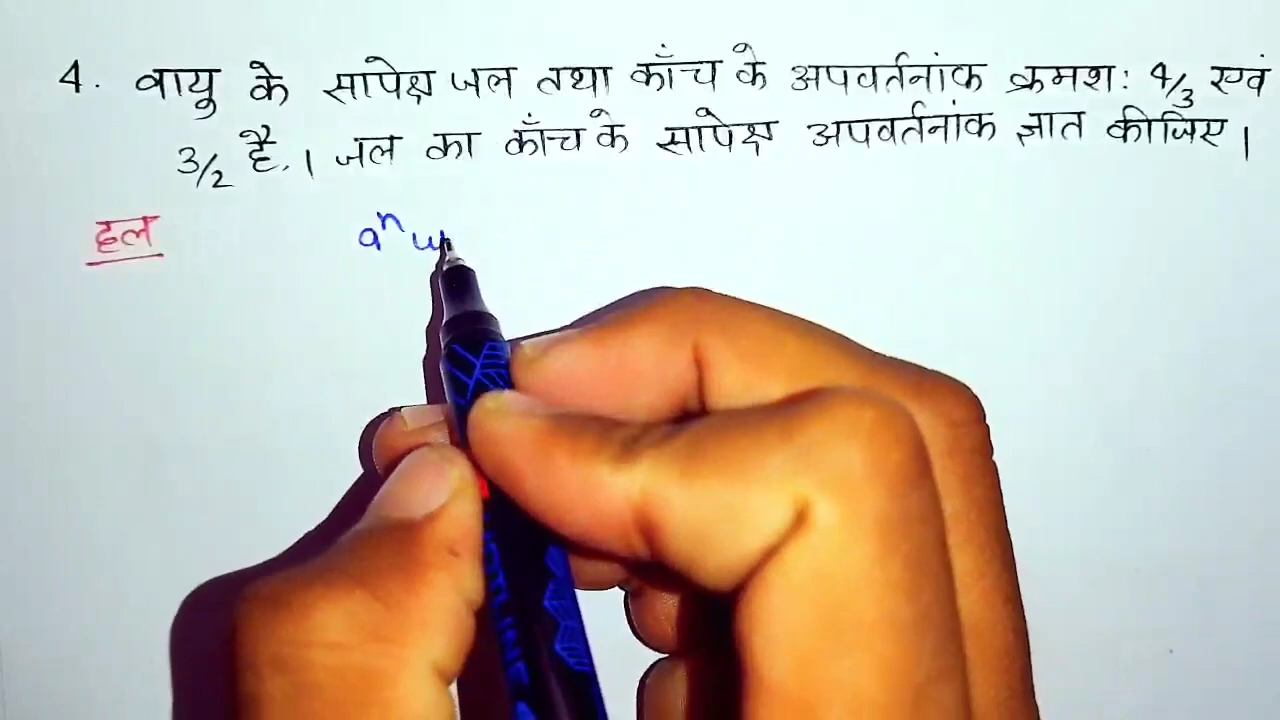 4. वायु के सापेक्ष जल तथा काँच के अपवर्तनांक क्रमशः 4/3 एवं
3/2 है.। जल का काँच के सापेक्ष अपवर्तनांक ज्ञात कीजिए।
हल
aⁿw